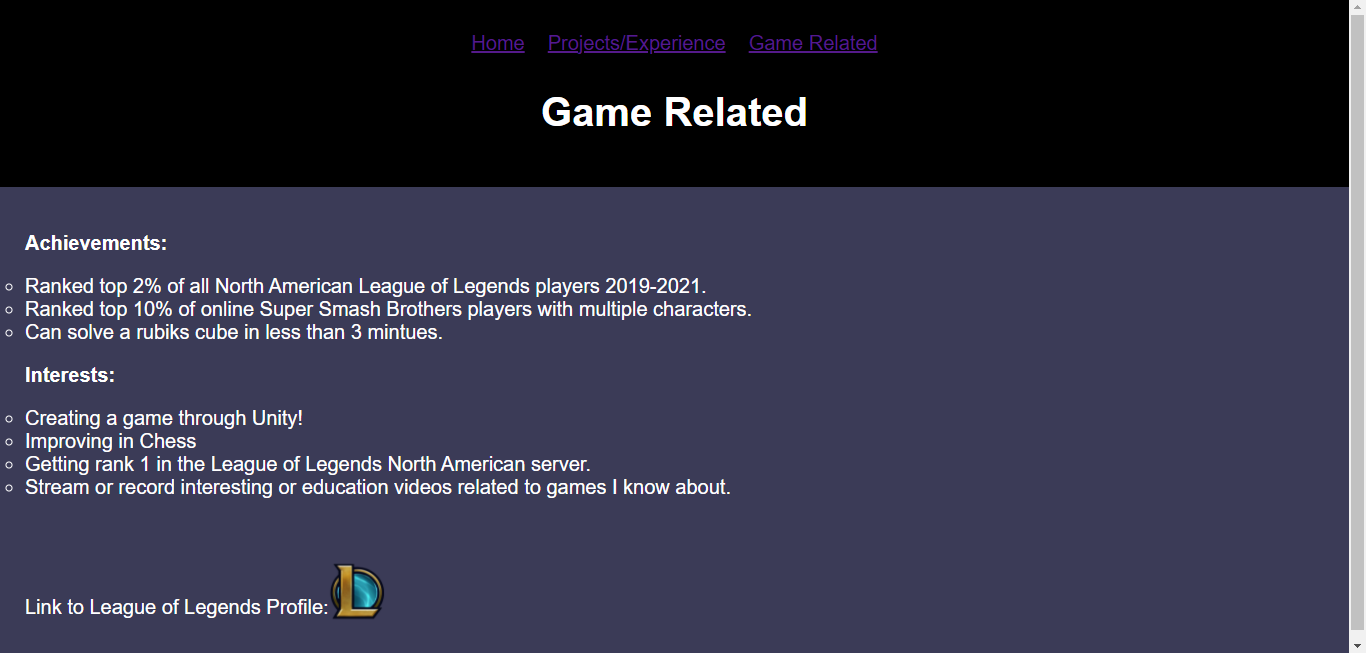 Home Projects/Experience Game Related
Game Related
Achievements:
Ranked top 2% of all North American League of Legends players 2019-2021.
Ranked top 10% of online Super Smash Brothers players with multiple characters.
Can solve a rubiks cube in less than 3 mintues.
Interests:
Creating a game through Unity!
Improving in Chess
Getting rank 1 in the League of Legends North American server.
Stream or record interesting or education videos related to games I know about.
Link to League of Legends Profile: